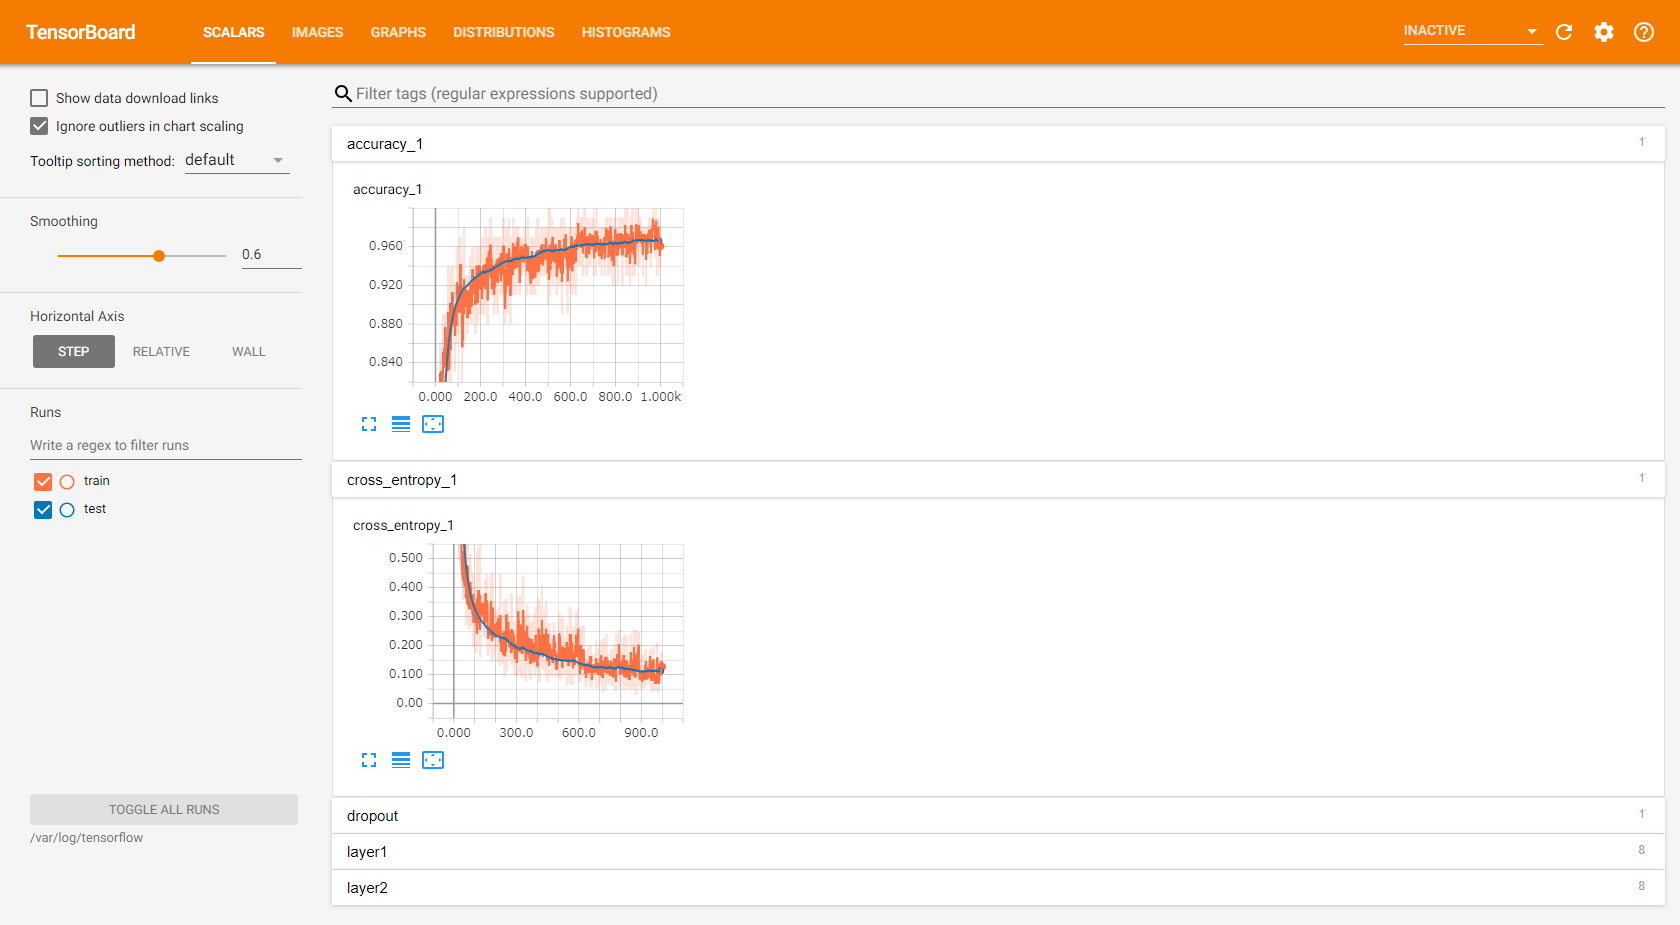 TensorBoard
SCALARS IMAGES GRAPHS DISTRIBUTIONS HISTOGRAMS
INACTIVE
Show data download links
Ignore outliers in chart scaling
Tooltip sorting method: default
Smoothing
0.6
Horizontal Axis
STEP RELATIVE WALL
Runs
Write a regex to filter runs
train
test
TOGGLE ALL RUNS
/var/log/tensorflow
Filter tags (regular expressions supported)
accuracy_1 1
accuracy_1
0.960
0.920
0.880
0.840
0.000 200.0 400.0 600.0 800.0 1.000k
cross_entropy_1 1
cross_entropy_1
0.500
0.400
0.300
0.200
0.100
0.00
0.000 300.0 600.0 900.0
dropout 1
layer1 8
layer2 8